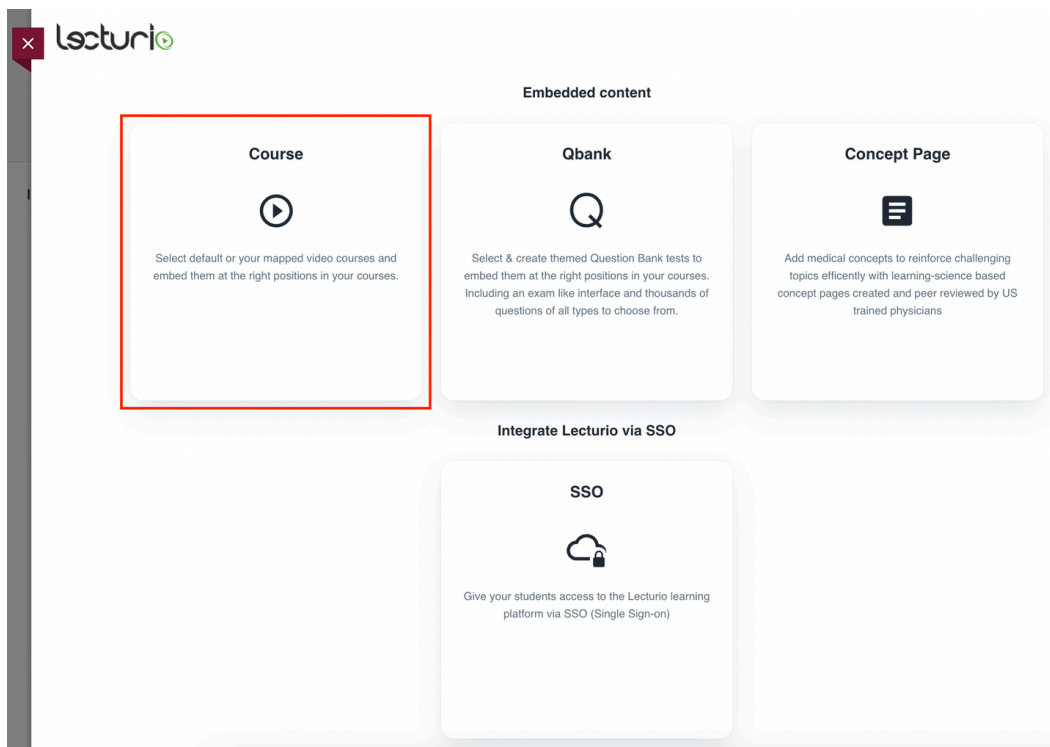 lecturio
Embedded content
Course
Select default or your mapped video courses and
embed them at the right positions in your courses.
Qbank
Select & create themed Question Bank tests to
embed them at the right positions in your courses.
Including an exam like interface and thousands of
questions of all types to choose from.
Concept Page
Add medical concepts to reinforce challenging
topics efficently with learning-science based
concept pages created and peer reviewed by US
trained physicians
Integrate Lecturio via SSO
SSO
Give your students access to the Lecturio learning
platform via SSO (Single Sign-on)